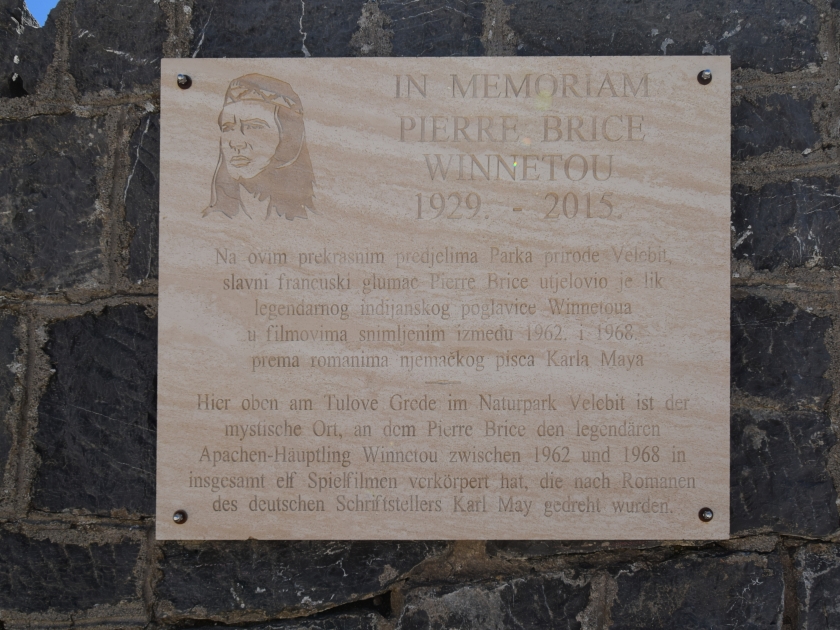 IN MEMORIAM
PIERRE BRICE
WINNETOU
1929. - 2015.
Na ovim prekrasnim predjelima Parka prirode Velebit,
slavni francuski glumac Pierre Brice utjelovio je lik
legendarnog indijanskog poglavice Winnetoua
u filmovima snimljenim između 1962. i 1968.
prema romanima njemačkog pisca Karla Maya
Hier oben am Tulove Grede im Naturpark Velebit ist der
mystische Ort, an dem Pierre Brice den legendären
Apachen-Häuptling Winnetou zwischen 1962 und 1968 in
insgesamt elf Spielfilmen verkörpert hat, die nach Romanen
des deutschen Schriftstellers Karl May gedreht wurden.